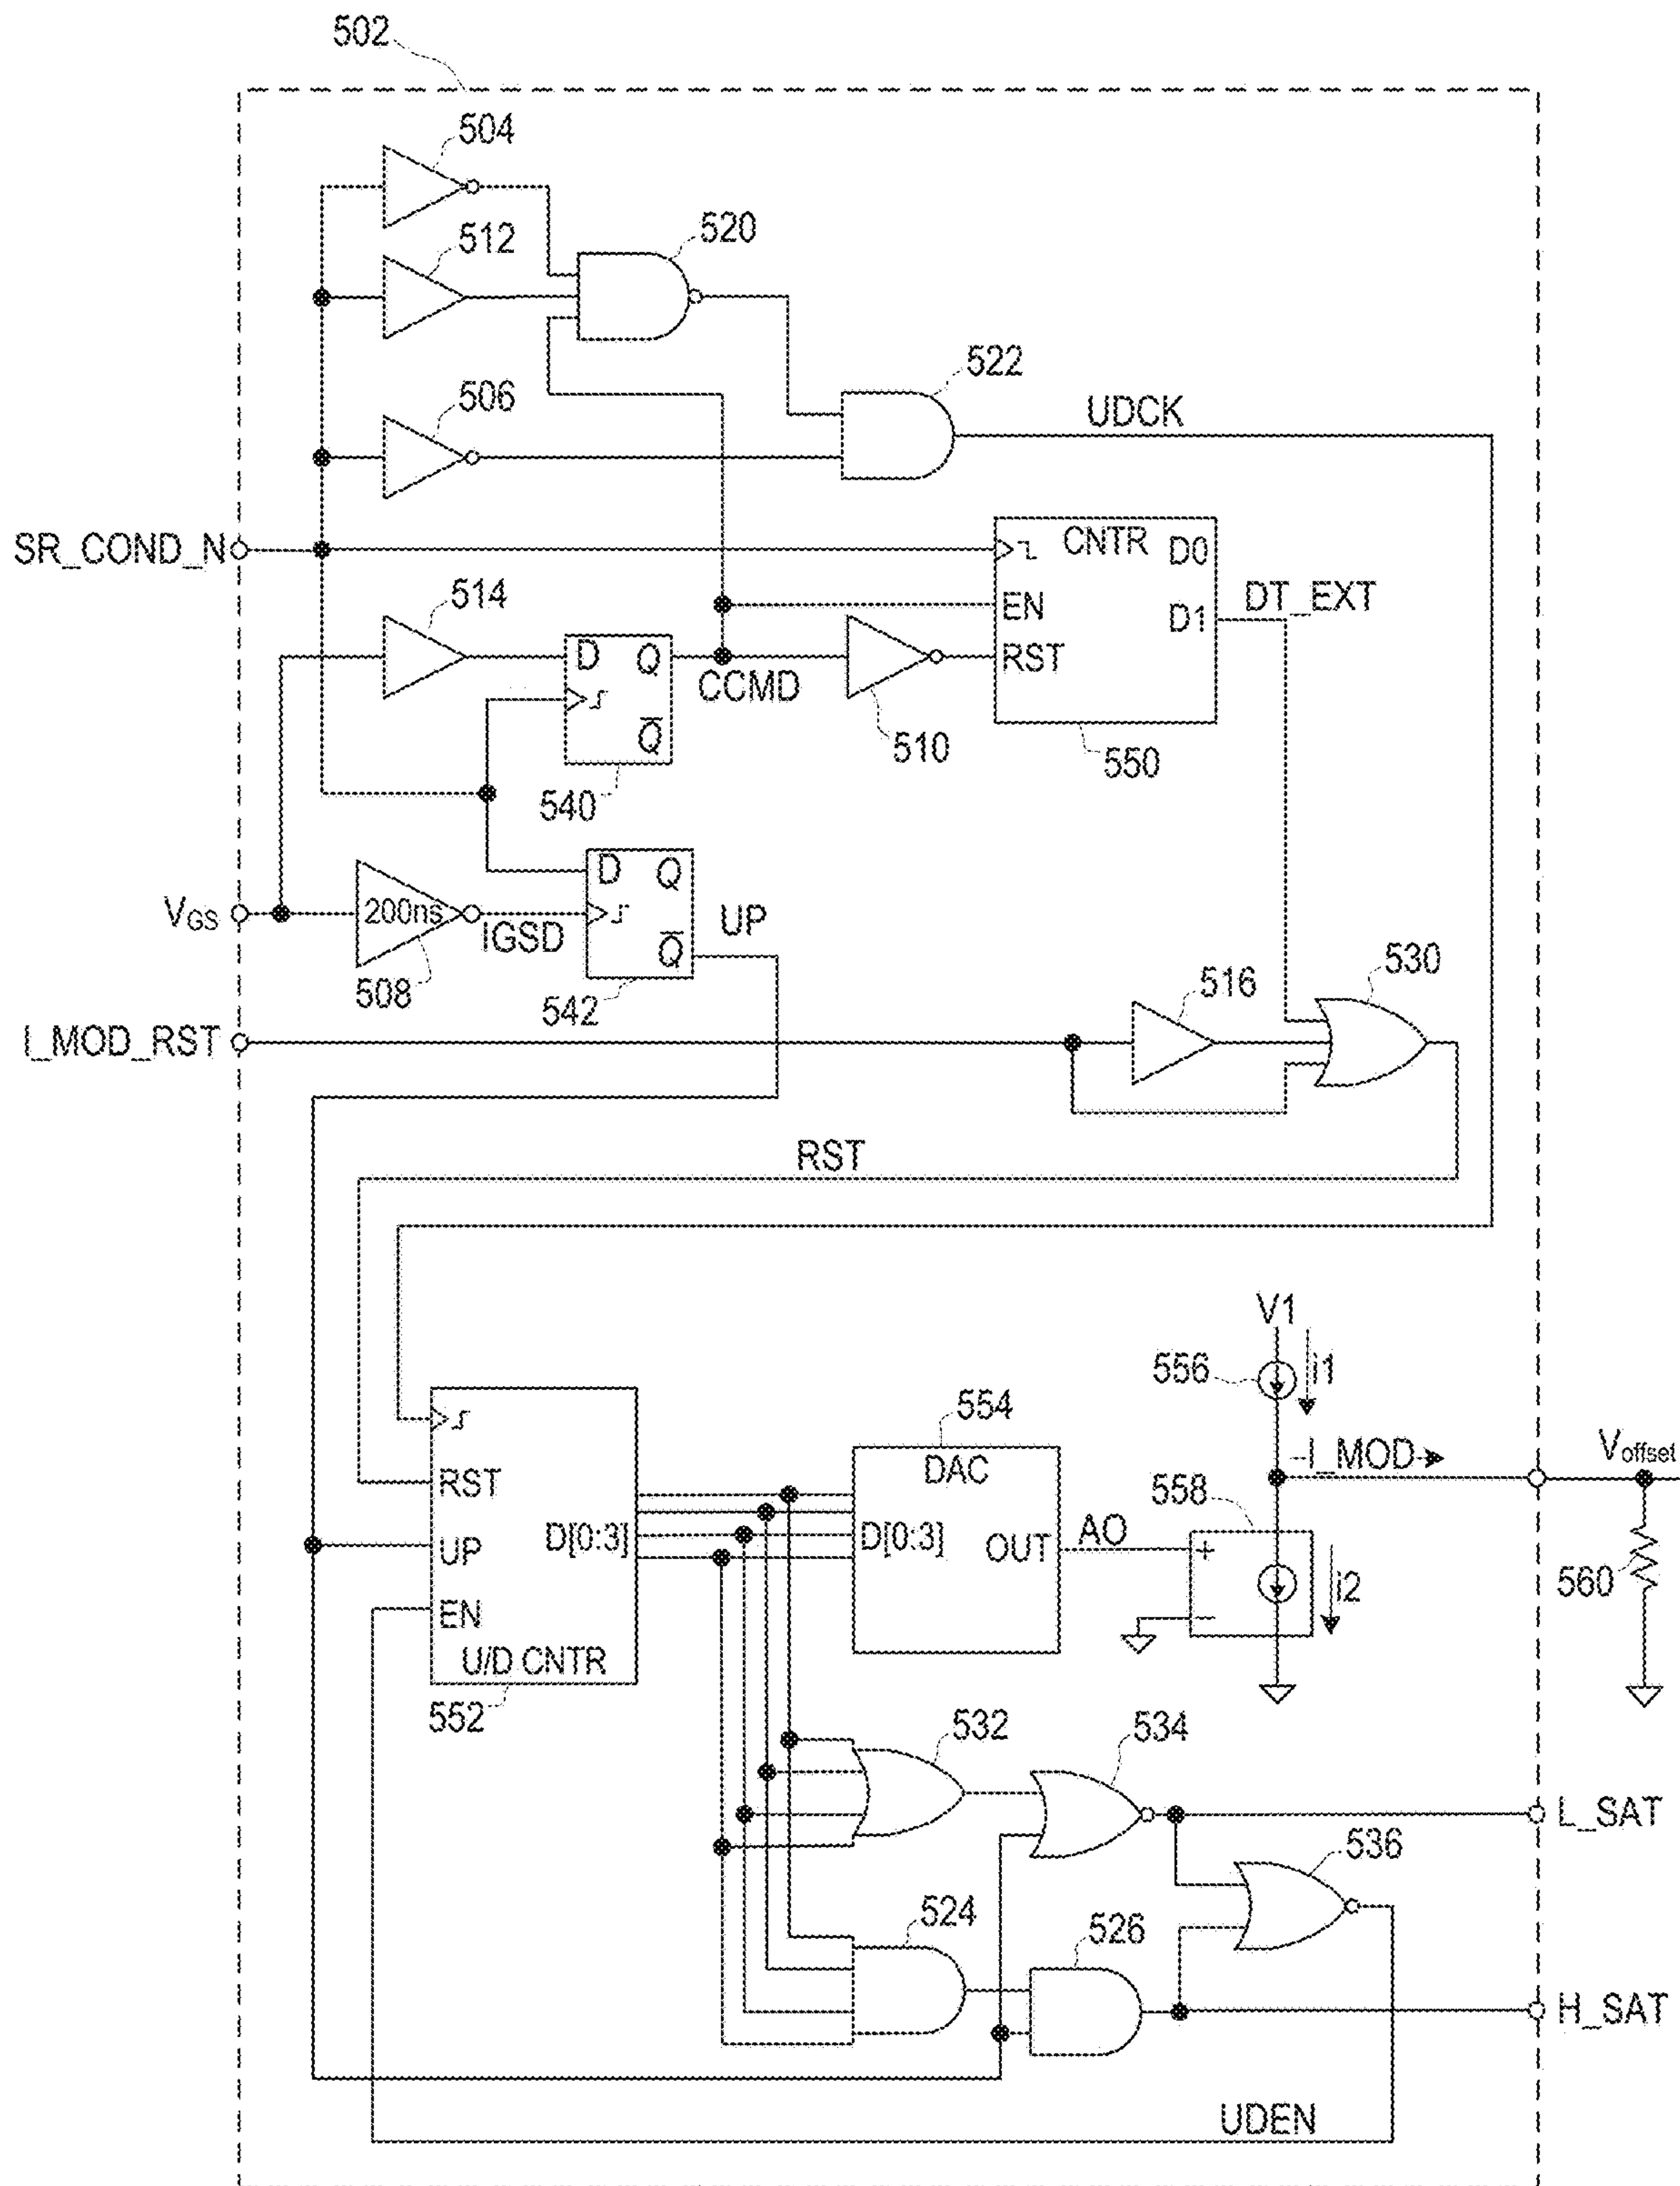 502
504
512
520
522
506
UDCK
SR_COND_N
CNTR
D0
EN
D1
DT_EXT
RST
514
D
Q
CCMD
Q̅
510
550
540
D
Q
VGS
200ns
IGSD
UP
Q̅
508
542
516
530
I_MOD_RST
RST
V1
556
i1
554
DAC
I_MOD
Voffset
558
RST
D[0:3]
D[0:3]
OUT
AO
+
UP
i2
560
EN
−
U/D CNTR
552
532
534
L_SAT
536
524
526
H_SAT
UDEN